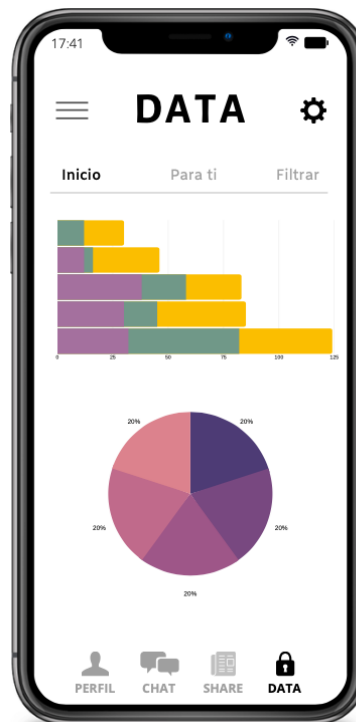 17:41
DATA
Inicio Para ti Filtrar
0 25 50 75 100 125
20% 20%
20% 20%
20%
PERFIL CHAT SHARE DATA